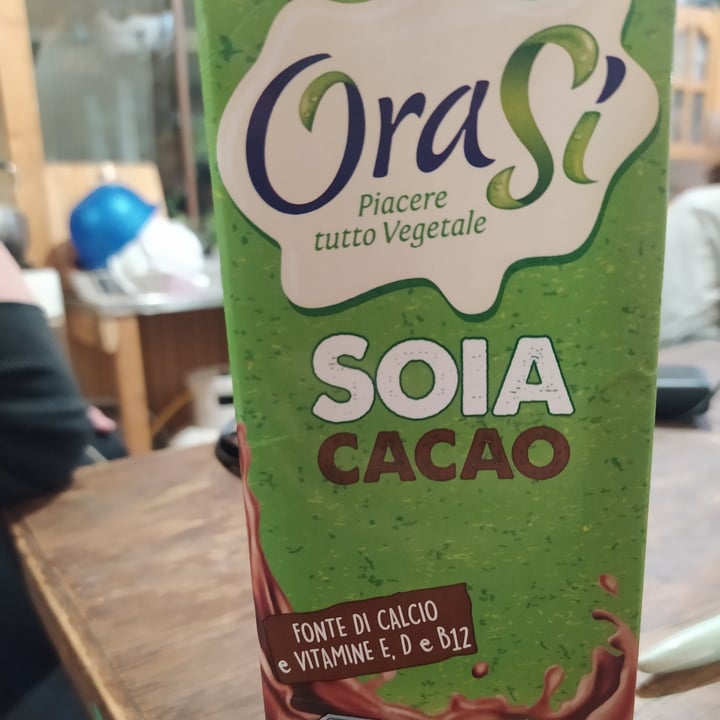 OraSì
Piacere
tutto Vegetale
SOIA
CACAO
FONTE DI CALCIO
e VITAMINE E, D e B12